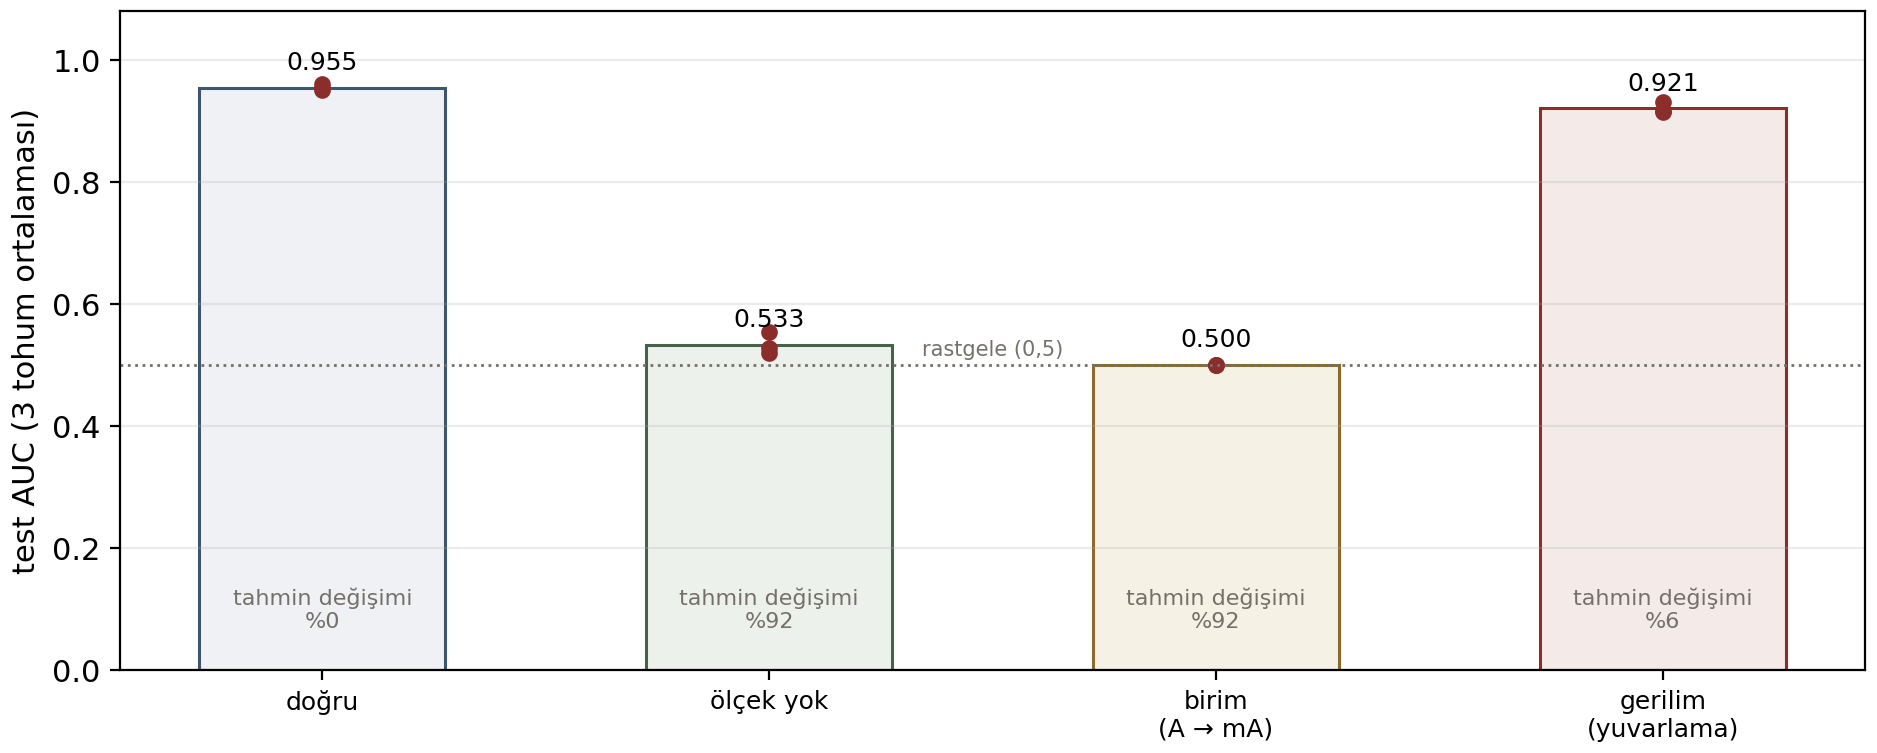 test AUC (3 tohum ortalaması)
1.0
0.8
0.6
0.4
0.2
0.0
0.955
0.533
0.500
0.921
rastgele (0,5)
tahmin değişimi
%0
tahmin değişimi
%92
tahmin değişimi
%92
tahmin değişimi
%6
doğru
ölçek yok
birim
(A → mA)
gerilim
(yuvarlama)